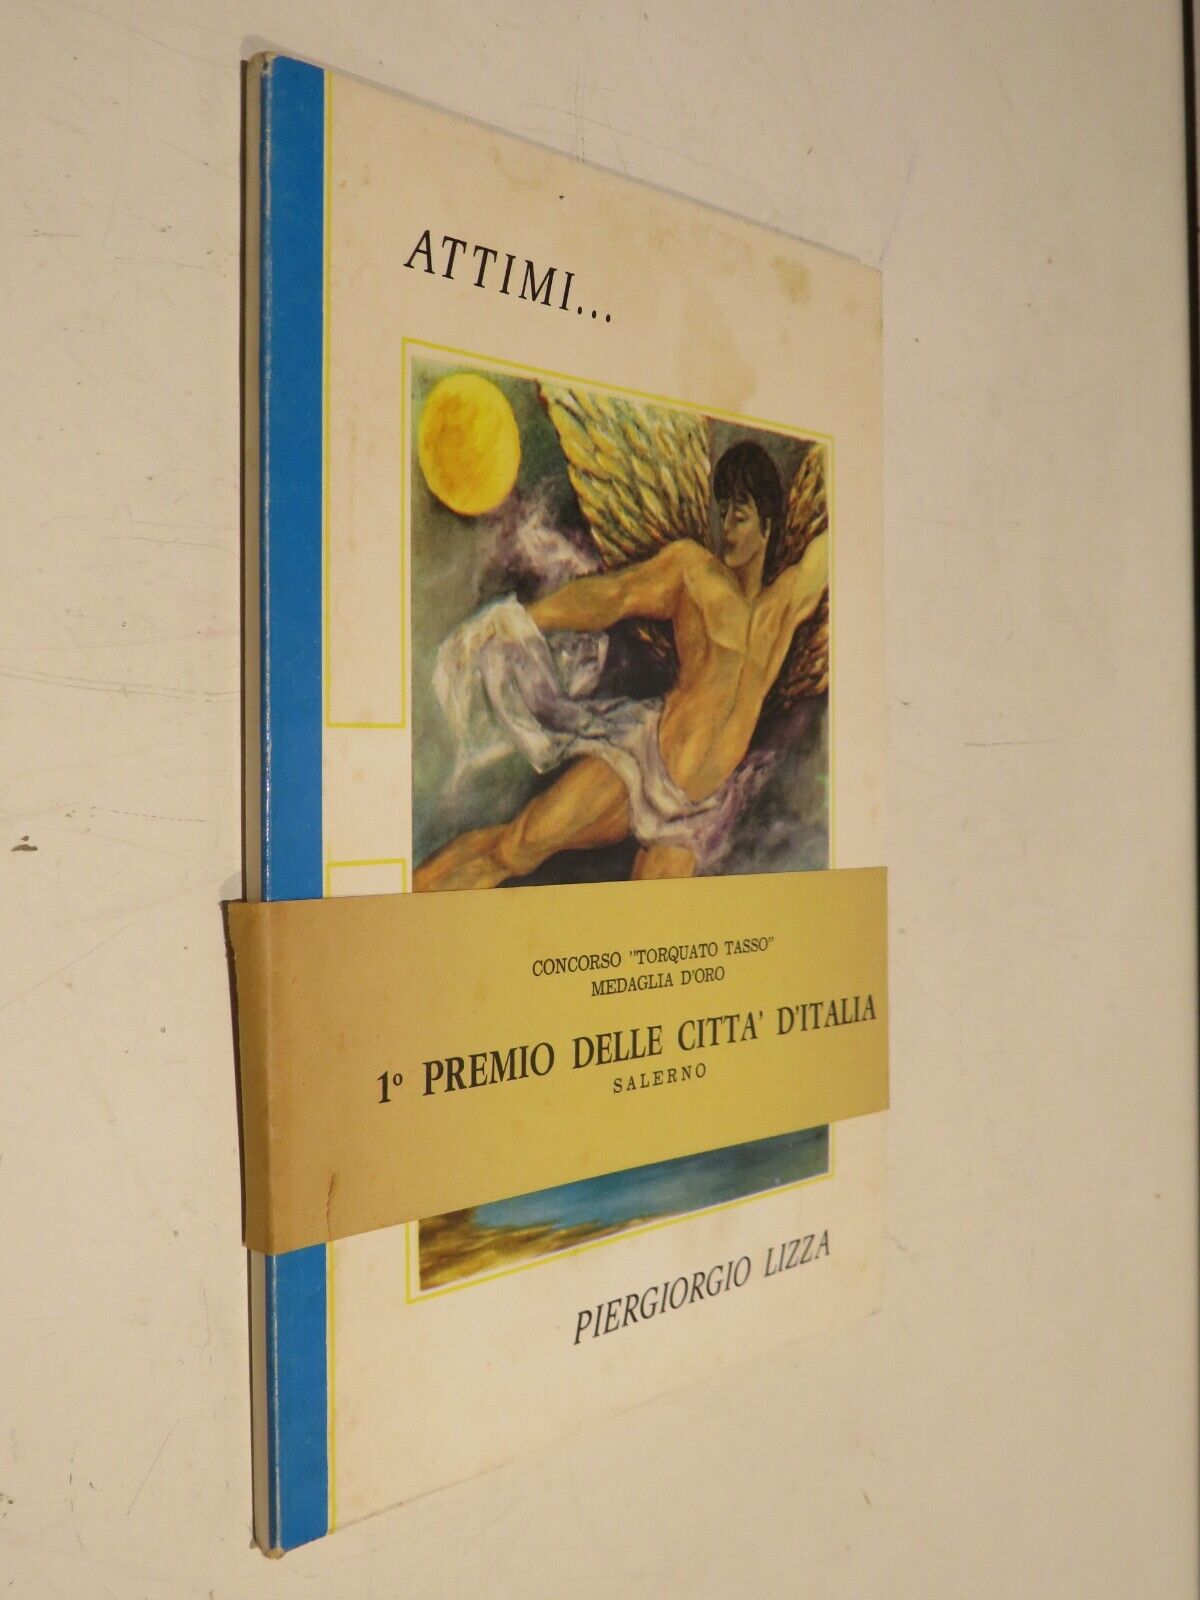 ATTIMI...
CONCORSO "TORQUATO TASSO"
MEDAGLIA D'ORO
1º PREMIO DELLE CITTA' D'ITALIA
SALERNO
PIERGIORGIO LIZZA